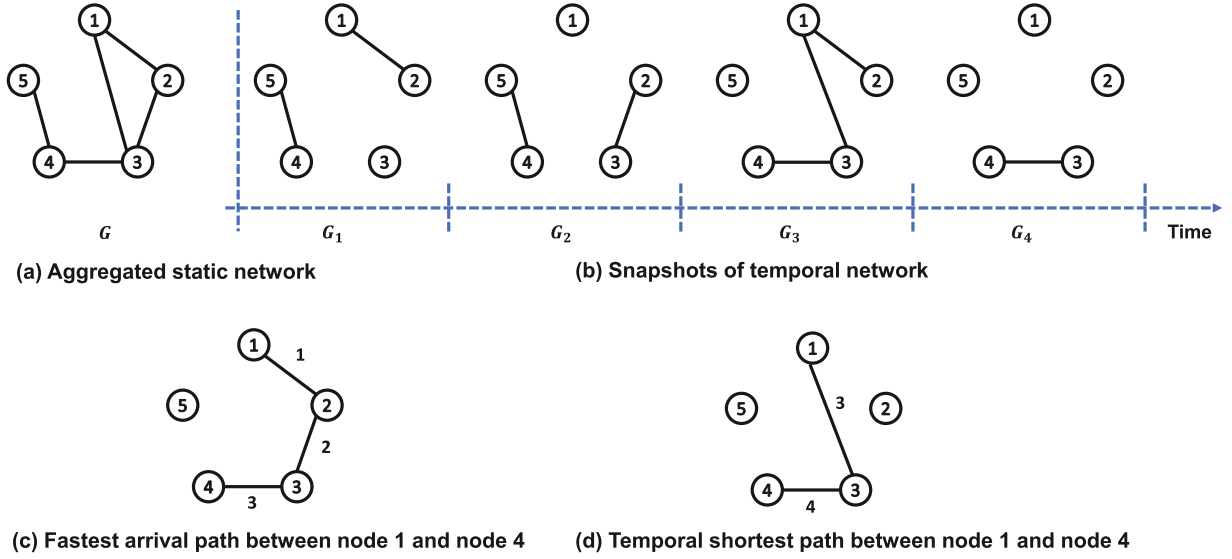 1 1 1 1 1
5 2 5 2 5 2 5 2 5 2
4 3 4 3 4 3 4 3 4 3
G G₁ G₂ G₃ G₄ Time
(a) Aggregated static network (b) Snapshots of temporal network
1 1 1
5 2 5 3 2
2
4 3 4 3
3 4
(c) Fastest arrival path between node 1 and node 4 (d) Temporal shortest path between node 1 and node 4